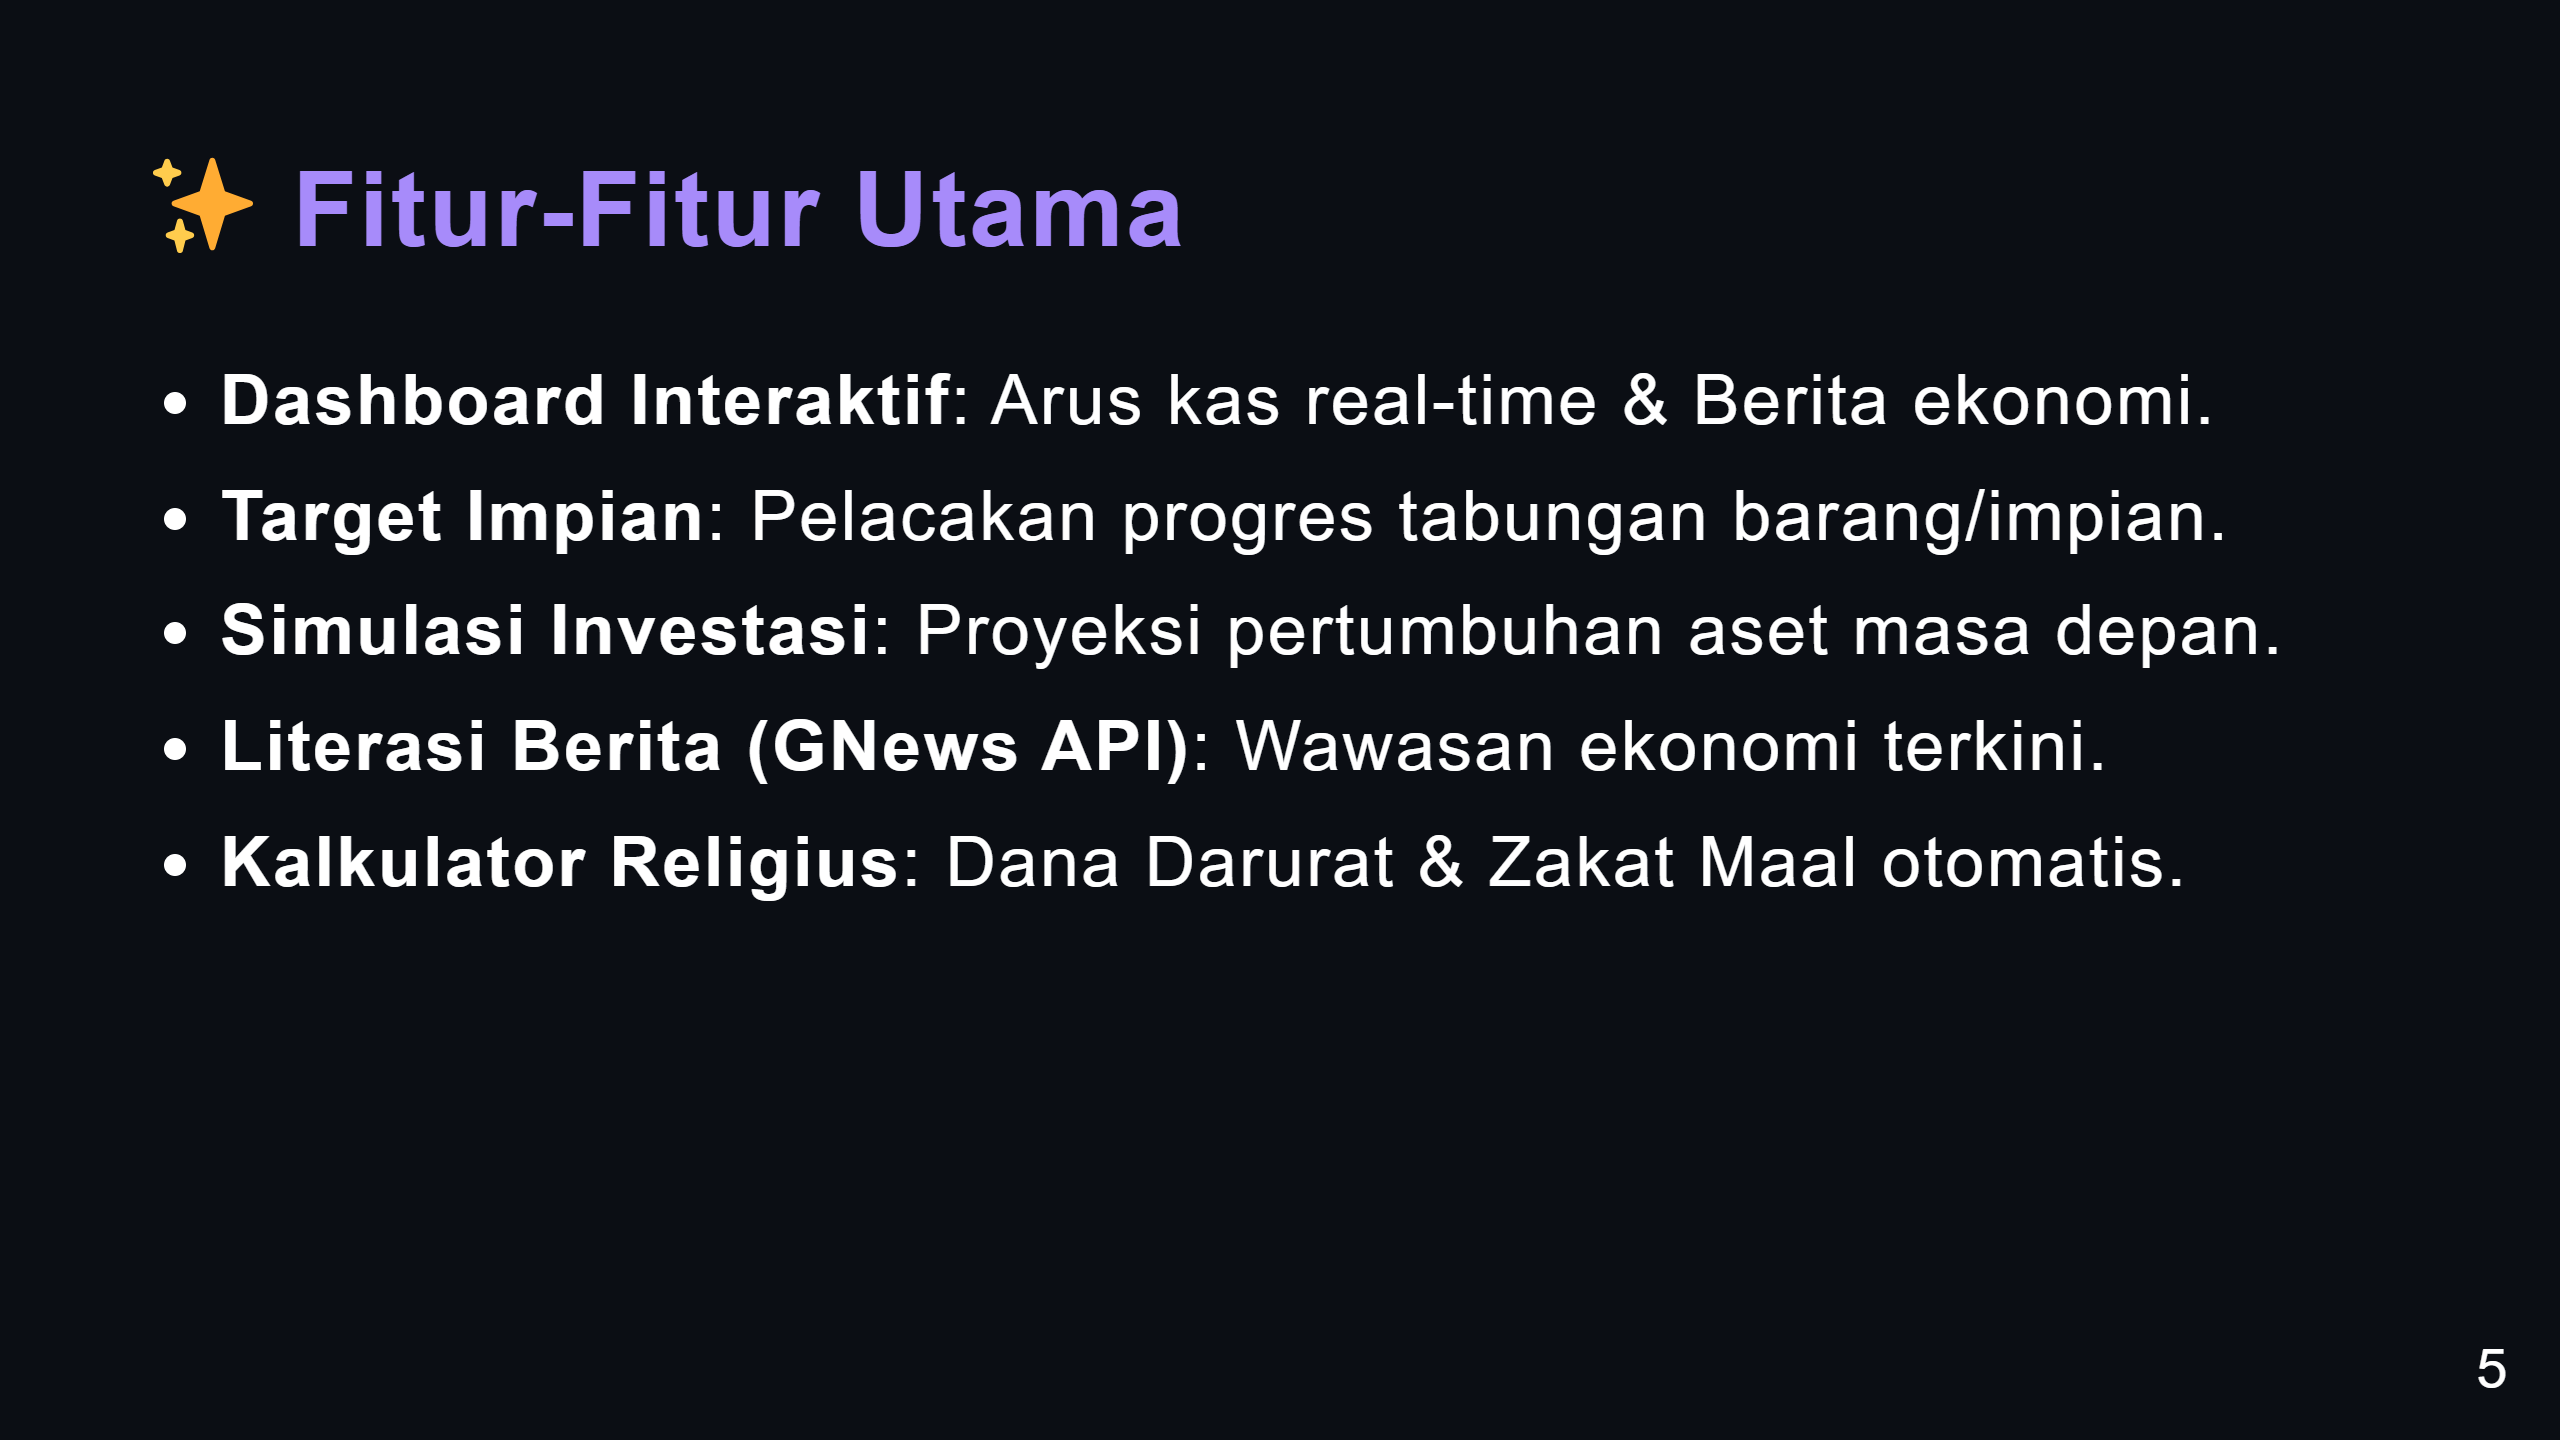 ✨ Fitur-Fitur Utama
• Dashboard Interaktif: Arus kas real-time & Berita ekonomi.
• Target Impian: Pelacakan progres tabungan barang/impian.
• Simulasi Investasi: Proyeksi pertumbuhan aset masa depan.
• Literasi Berita (GNews API): Wawasan ekonomi terkini.
• Kalkulator Religius: Dana Darurat & Zakat Maal otomatis.
5